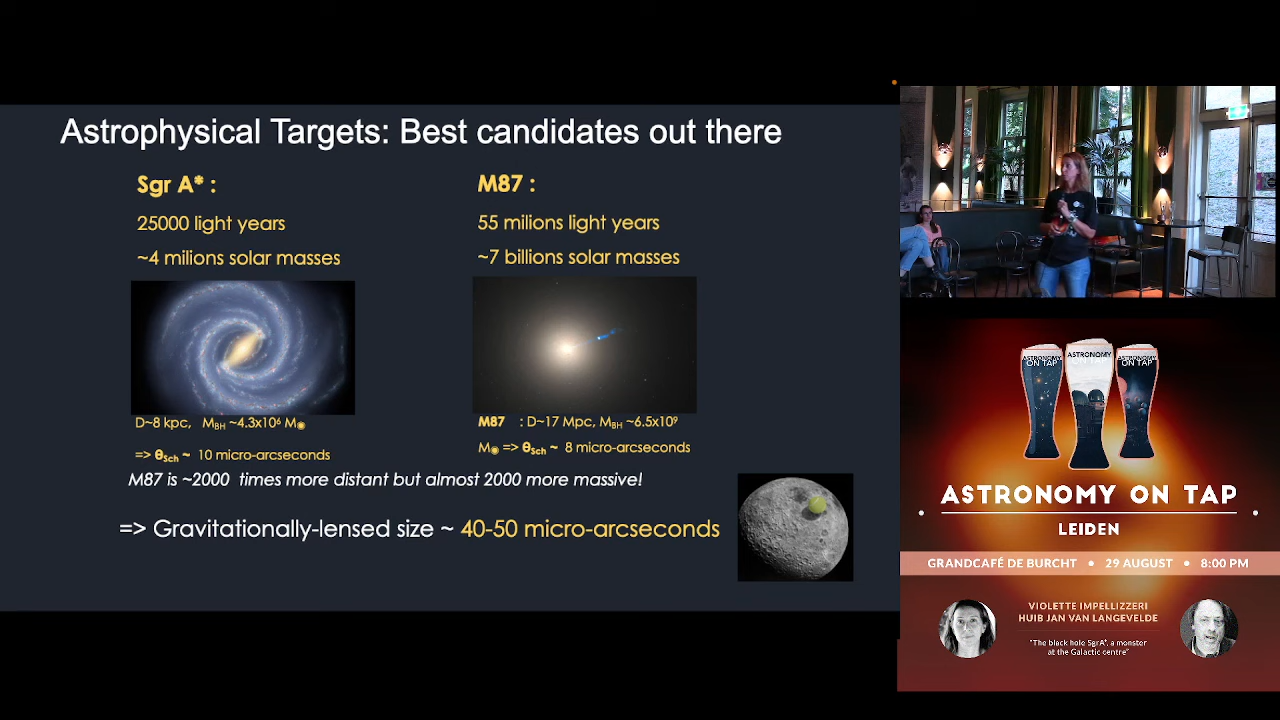 Astrophysical Targets: Best candidates out there
Sgr A* :
25000 light years
~4 milions solar masses
M87 :
55 milions light years
~7 billions solar masses
D~8 kpc, M_BH ~4.3x10⁶ M☉
=> θ_Sch ~ 10 micro-arcseconds
M87 : D~17 Mpc, M_BH ~6.5x10⁹
M☉ => θ_Sch ~ 8 micro-arcseconds
M87 is ~2000 times more distant but almost 2000 more massive!
=> Gravitationally-lensed size ~ 40-50 micro-arcseconds
ASTRONOMY
ON TAP
ASTRONOMY
ON TAP
ASTRONOMY
ON TAP
ASTRONOMY ON TAP
LEIDEN
GRANDCAFÉ DE BURCHT • 29 AUGUST • 8:00 PM
VIOLETTE IMPELLIZZERI
HUIB JAN VAN LANGEVELDE
"The black hole SgrA*, a monster
at the Galactic centre"